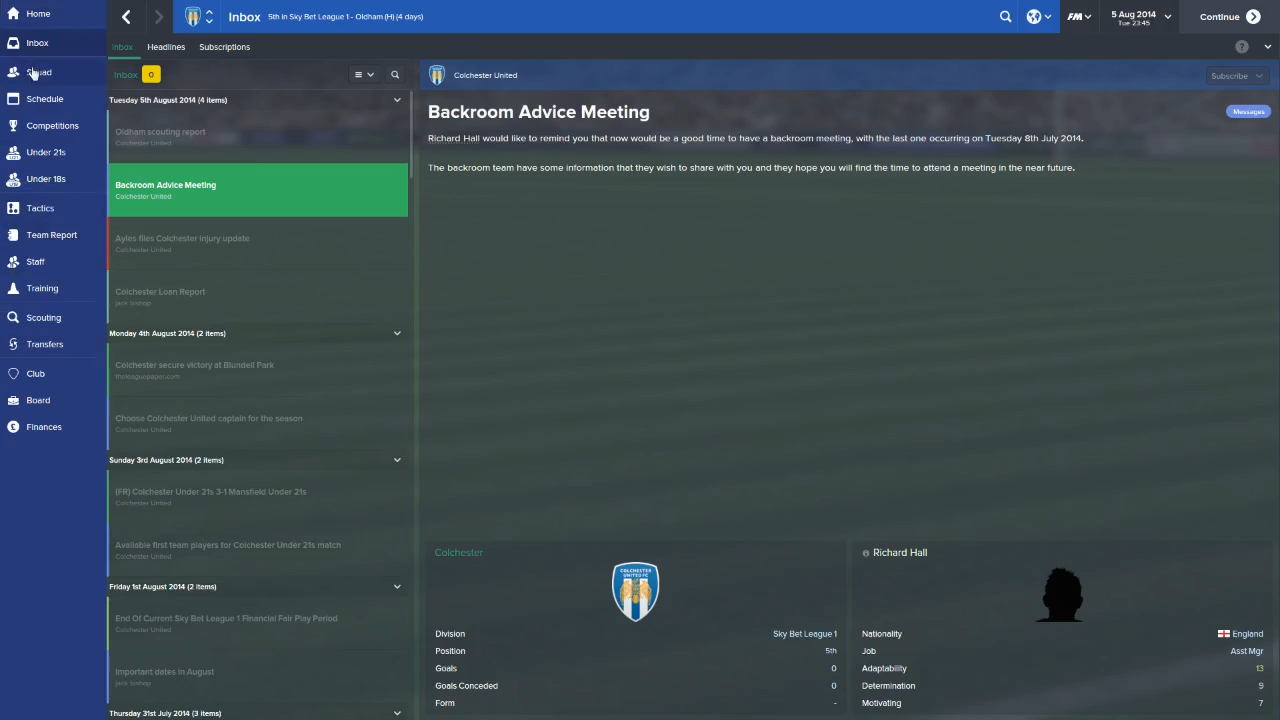 Home
Inbox
Squad
Schedule
Competitions
Under 21s
Under 18s
Tactics
Team Report
Staff
Training
Scouting
Transfers
Club
Board
Finances
Inbox 5th in Sky Bet League 1 - Oldham (H) (4 days)
FM
5 Aug 2014
Tue 23:45
Continue
Inbox Headlines Subscriptions
Inbox 0
Tuesday 5th August 2014 (4 items)
Oldham scouting report
Colchester United
Backroom Advice Meeting
Colchester United
Ayles files Colchester injury update
Colchester United
Colchester Loan Report
jack bishop
Monday 4th August 2014 (2 items)
Colchester secure victory at Blundell Park
theleaguepaper.com
Choose Colchester United captain for the season
Colchester United
Sunday 3rd August 2014 (2 items)
(FR) Colchester Under 21s 3-1 Mansfield Under 21s
Colchester United
Available first team players for Colchester Under 21s match
Colchester United
Friday 1st August 2014 (2 items)
End Of Current Sky Bet League 1 Financial Fair Play Period
Colchester United
Important dates in August
jack bishop
Thursday 31st July 2014 (3 items)
Colchester United
Subscribe
Backroom Advice Meeting
Messages
Richard Hall would like to remind you that now would be a good time to have a backroom meeting, with the last one occurring on Tuesday 8th July 2014.
The backroom team have some information that they wish to share with you and they hope you will find the time to attend a meeting in the near future.
Colchester
COLCHESTER
UNITED FC
Division Sky Bet League 1
Position 5th
Goals 0
Goals Conceded 0
Form -
Richard Hall
Nationality England
Job Asst Mgr
Adaptability 13
Determination 9
Motivating 7